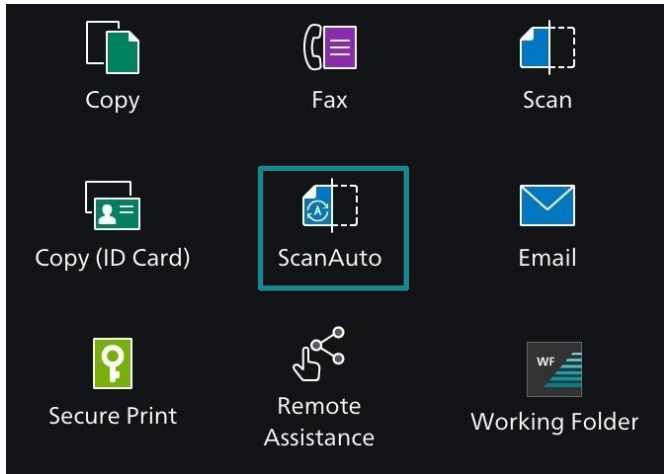 Copy
Fax
Scan
A
Copy (ID Card)
ScanAuto
Email
WF
Secure Print
Remote
Assistance
Working Folder